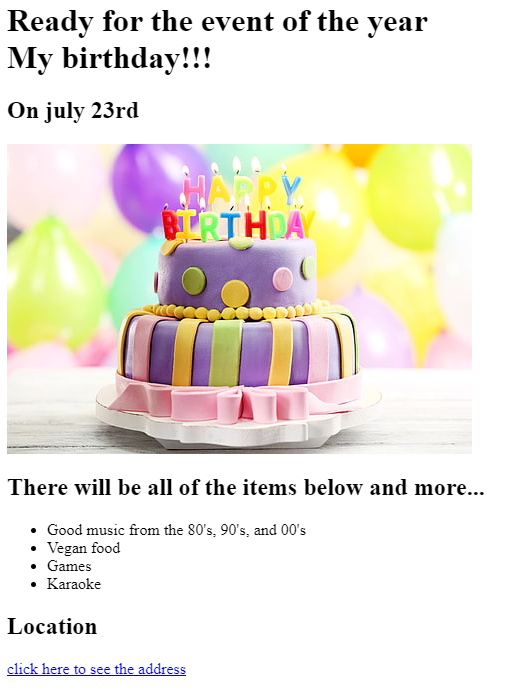 Ready for the event of the year
My birthday!!!
On july 23rd
HAPPY
BIRTHDAY
There will be all of the items below and more...
Good music from the 80's, 90's, and 00's
Vegan food
Games
Karaoke
Location
click here to see the address